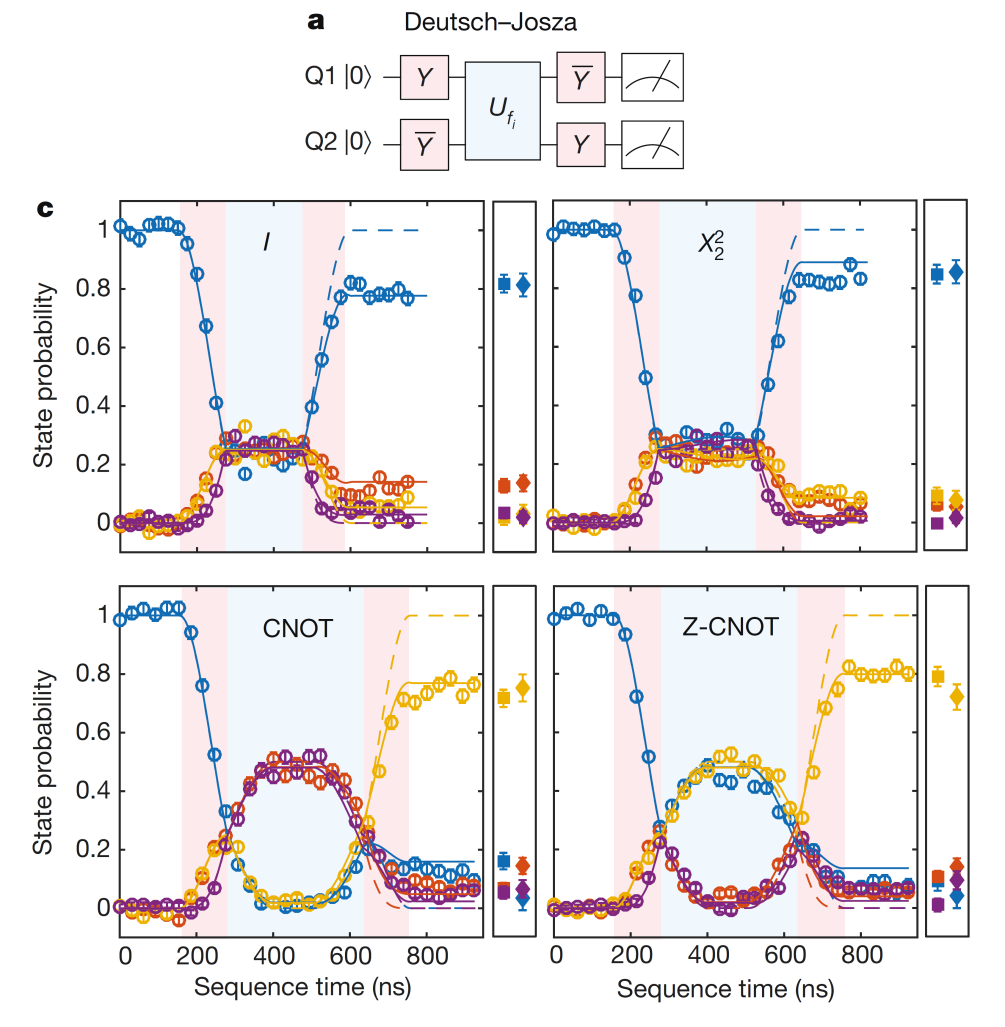 a Deutsch–Josza
Q1 |0⟩ Y U_{f_i} Y̅
Q2 |0⟩ Y̅ Y
c
State probability
1
0.8
0.6
0.4
0.2
0
I
X₂²
State probability
1
0.8
0.6
0.4
0.2
0
CNOT
Z-CNOT
0 200 400 600 800
0 200 400 600 800
Sequence time (ns)
Sequence time (ns)